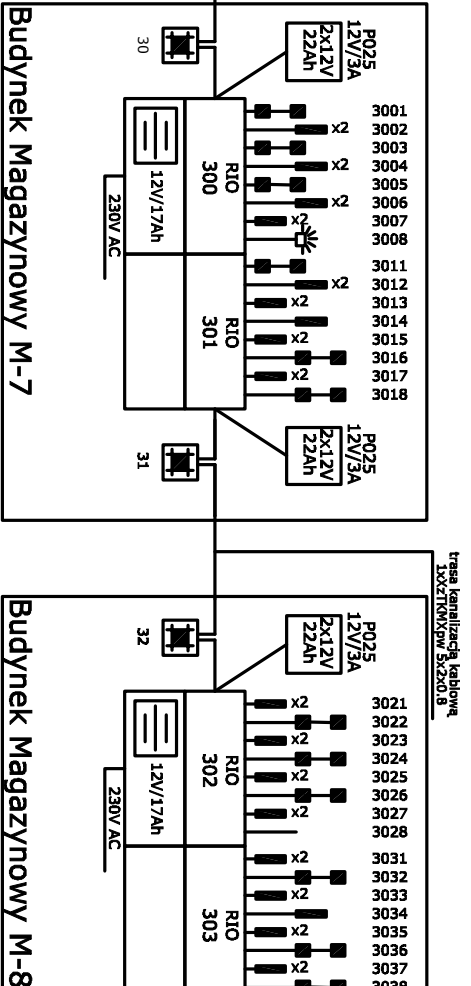 Budynek Magazynowy M-7
30
P025
12V/3A
2x12V
22Ah
3001
3002
x2
3003
3004
x2
3005
3006
x2
3007
x2
3008
RIO
300
12V/17Ah
230V AC
3011
3012
x2
3013
x2
3014
3015
x2
3016
3017
x2
3018
RIO
301
31
P025
12V/3A
2x12V
22Ah
trasa kanalizacją kablową
1xXzTKMXpw 5x2x0.8
Budynek Magazynowy M-8
32
P025
12V/3A
2x12V
22Ah
3021
x2
3022
3023
x2
3024
3025
x2
3026
3027
x2
3028
RIO
302
12V/17Ah
230V AC
3031
x2
3032
3033
x2
3034
3035
x2
3036
3037
x2
3038
RIO
303